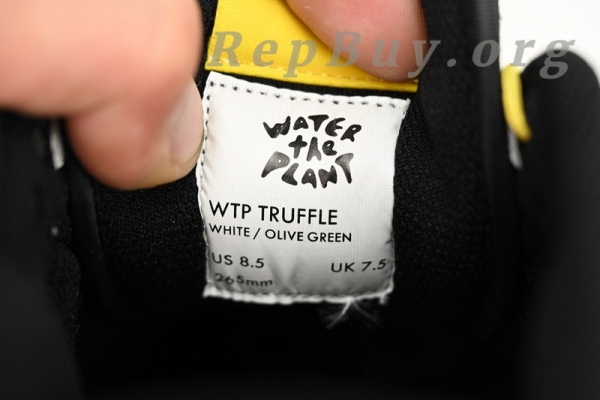 RepBuy.org
WATER
the
PLANT
WTP TRUFFLE
WHITE / OLIVE GREEN
US 8.5 UK 7.5
265mm